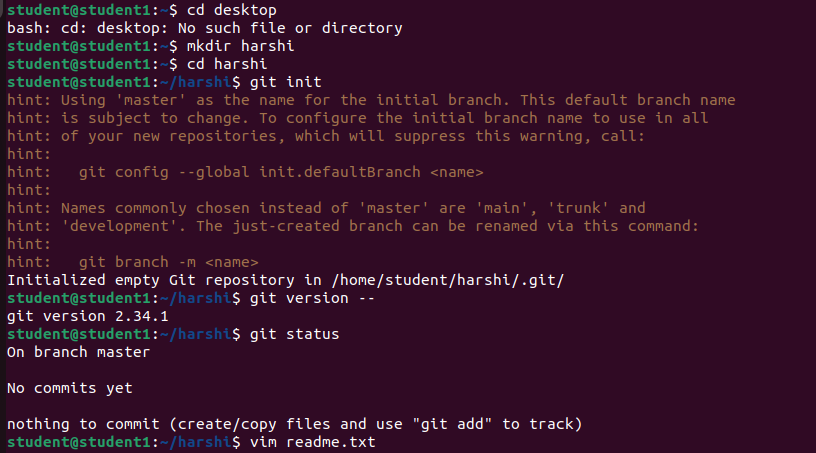 student@student1:~$ cd desktop
bash: cd: desktop: No such file or directory
student@student1:~$ mkdir harshi
student@student1:~$ cd harshi
student@student1:~/harshi$ git init
hint: Using 'master' as the name for the initial branch. This default branch name
hint: is subject to change. To configure the initial branch name to use in all
hint: of your new repositories, which will suppress this warning, call:
hint:
hint:   git config --global init.defaultBranch <name>
hint:
hint: Names commonly chosen instead of 'master' are 'main', 'trunk' and
hint: 'development'. The just-created branch can be renamed via this command:
hint:
hint:   git branch -m <name>
Initialized empty Git repository in /home/student/harshi/.git/
student@student1:~/harshi$ git version --
git version 2.34.1
student@student1:~/harshi$ git status
On branch master

No commits yet

nothing to commit (create/copy files and use "git add" to track)
student@student1:~/harshi$ vim readme.txt